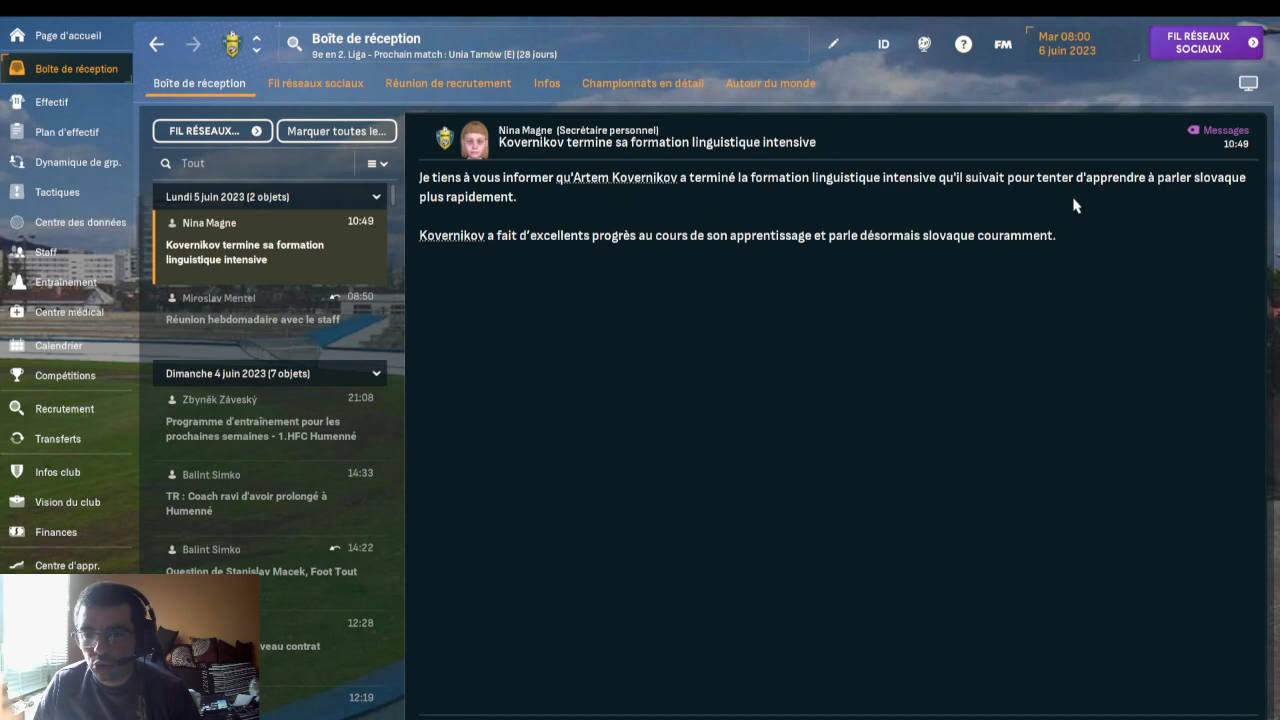 Page d'accueil
Boîte de réception
Effectif
Plan d'effectif
Dynamique de grp.
Tactiques
Centre des données
Staff
Entraînement
Centre médical
Calendrier
Compétitions
Recrutement
Transferts
Infos club
Vision du club
Finances
Centre d'appr.
Boîte de réception
9e en 2. Liga - Prochain match : Unia Tarnów (E) (28 jours)
ID
?
FM
Mar 08:00
6 juin 2023
FIL RÉSEAUX
SOCIAUX
Boîte de réception
Fil réseaux sociaux
Réunion de recrutement
Infos
Championnats en détail
Autour du monde
FIL RÉSEAUX...
Marquer toutes le...
Tout
Lundi 5 juin 2023 (2 objets)
Nina Magne 10:49
Kovernikov termine sa formation
linguistique intensive
Miroslav Mentel 08:50
Réunion hebdomadaire avec le staff
Dimanche 4 juin 2023 (7 objets)
Zbyněk Záveský 21:08
Programme d'entraînement pour les
prochaines semaines - 1.HFC Humenné
Balint Simko 14:33
TR : Coach ravi d'avoir prolongé à
Humenné
Balint Simko 14:22
Question de Stanislav Macek, Foot Tout
12:28
veau contrat
12:19
Nina Magne (Secrétaire personnel)
Kovernikov termine sa formation linguistique intensive
Messages
10:49
Je tiens à vous informer qu'Artem Kovernikov a terminé la formation linguistique intensive qu'il suivait pour tenter d'apprendre à parler slovaque
plus rapidement.
Kovernikov a fait d'excellents progrès au cours de son apprentissage et parle désormais slovaque couramment.